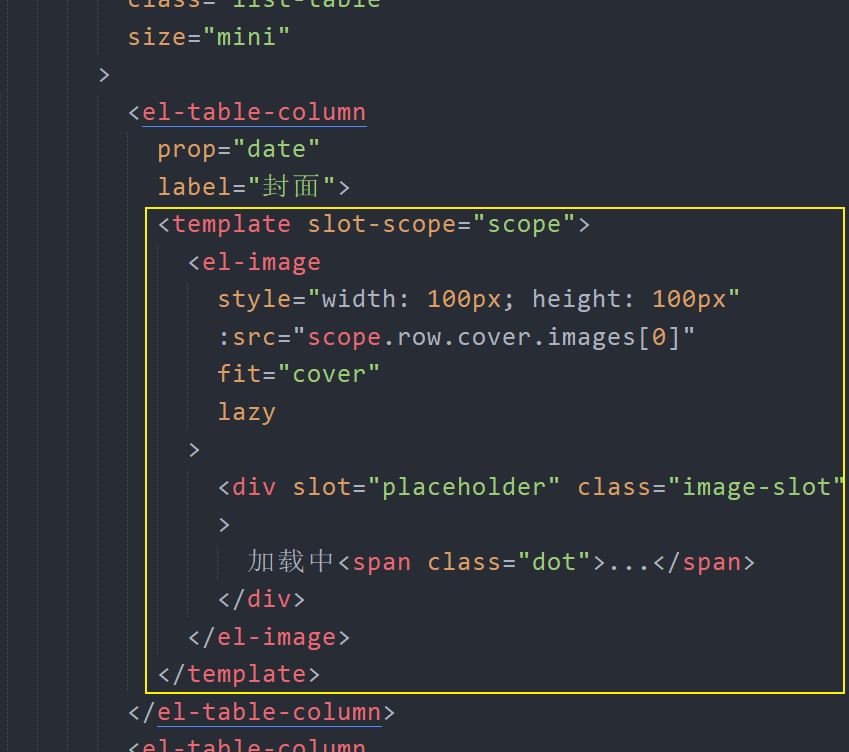 class="list-table
size="mini"
>
<el-table-column
prop="date"
label="封面">
<template slot-scope="scope">
<el-image
style="width: 100px; height: 100px"
:src="scope.row.cover.images[0]"
fit="cover"
lazy
>
<div slot="placeholder" class="image-slot"
>
加载中<span class="dot">...</span>
</div>
</el-image>
</template>
</el-table-column>
<el-table-column